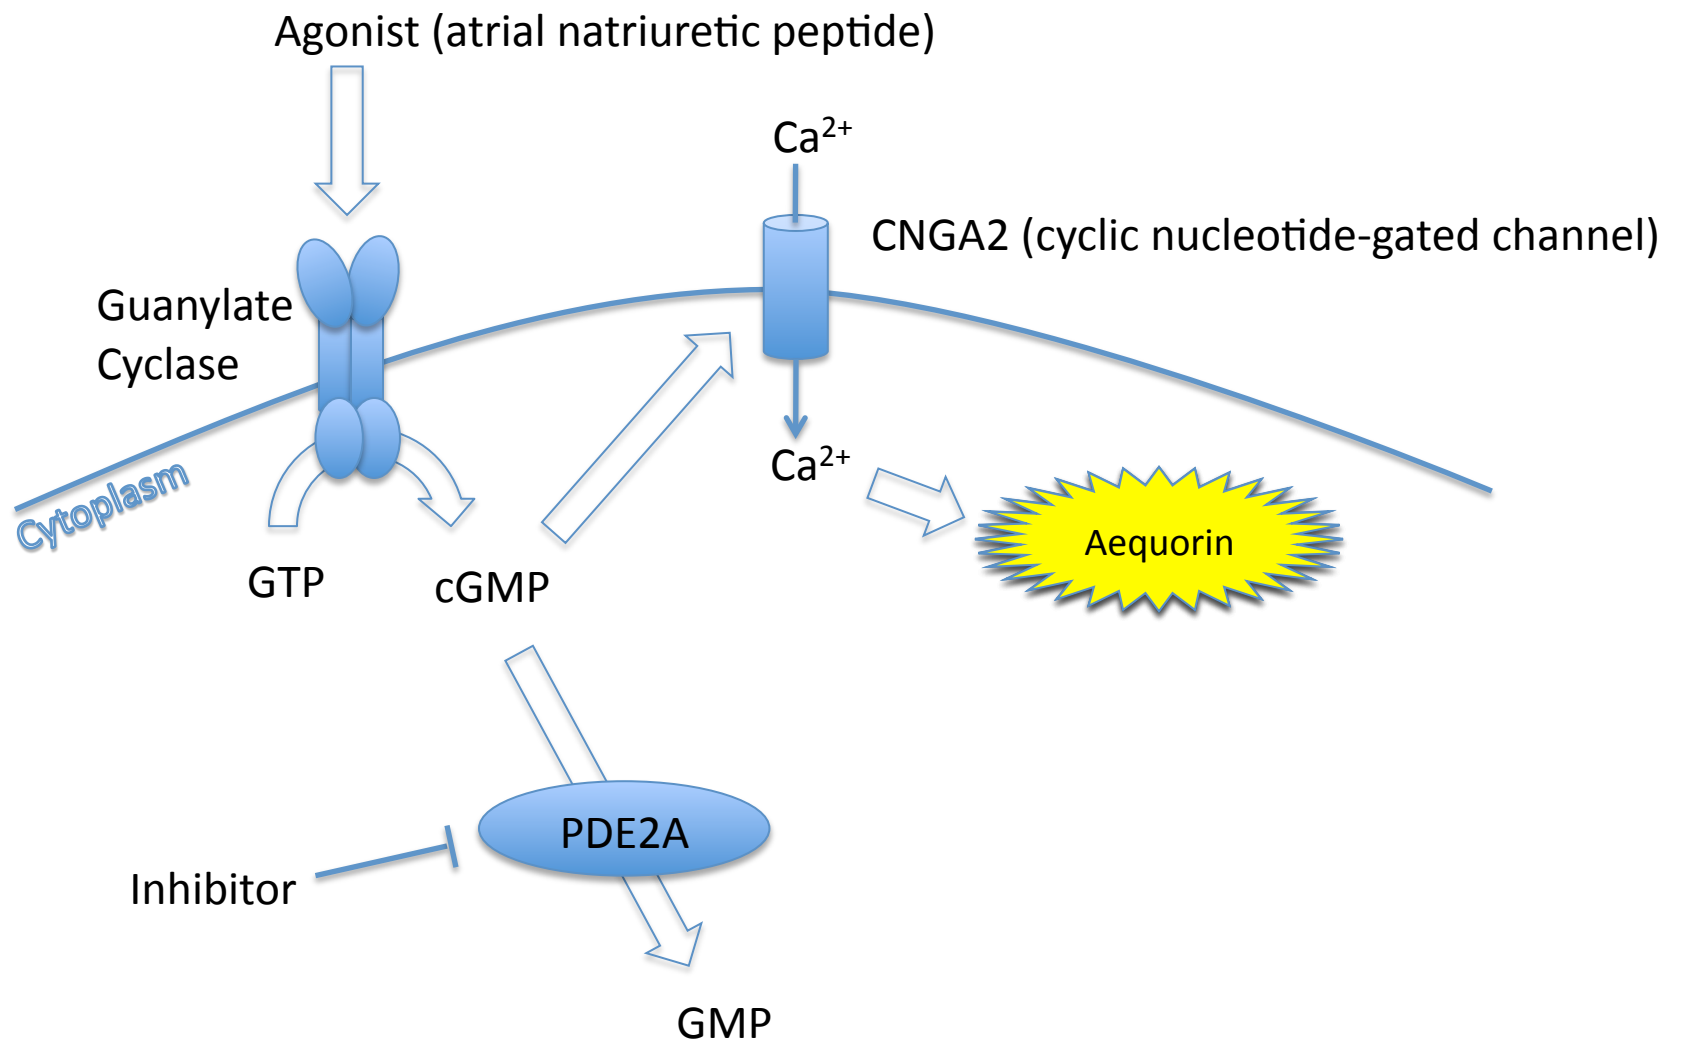 Agonist (atrial natriuretic peptide)
Ca²⁺
CNGA2 (cyclic nucleotide-gated channel)
Guanylate
Cyclase
Cytoplasm
Ca²⁺
Aequorin
GTP
cGMP
PDE2A
Inhibitor
GMP